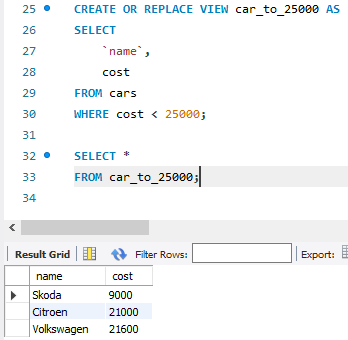 25 CREATE OR REPLACE VIEW car_to_25000 AS
26 SELECT
27 `name`,
28 cost
29 FROM cars
30 WHERE cost < 25000;
31
32 SELECT *
33 FROM car_to_25000;
34
Result Grid Filter Rows: Export:
name cost
Skoda 9000
Citroen 21000
Volkswagen 21600